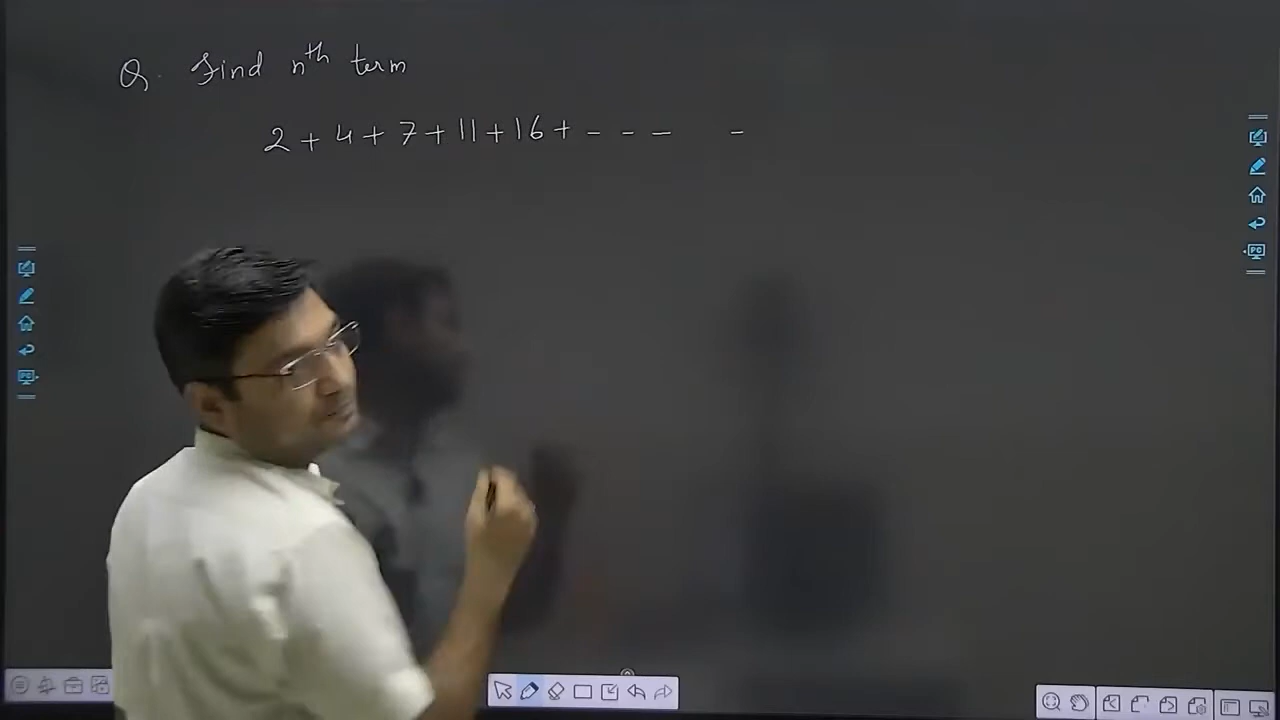 Q. Find nth term
2 + 4 + 7 + 11 + 16 + - - - -